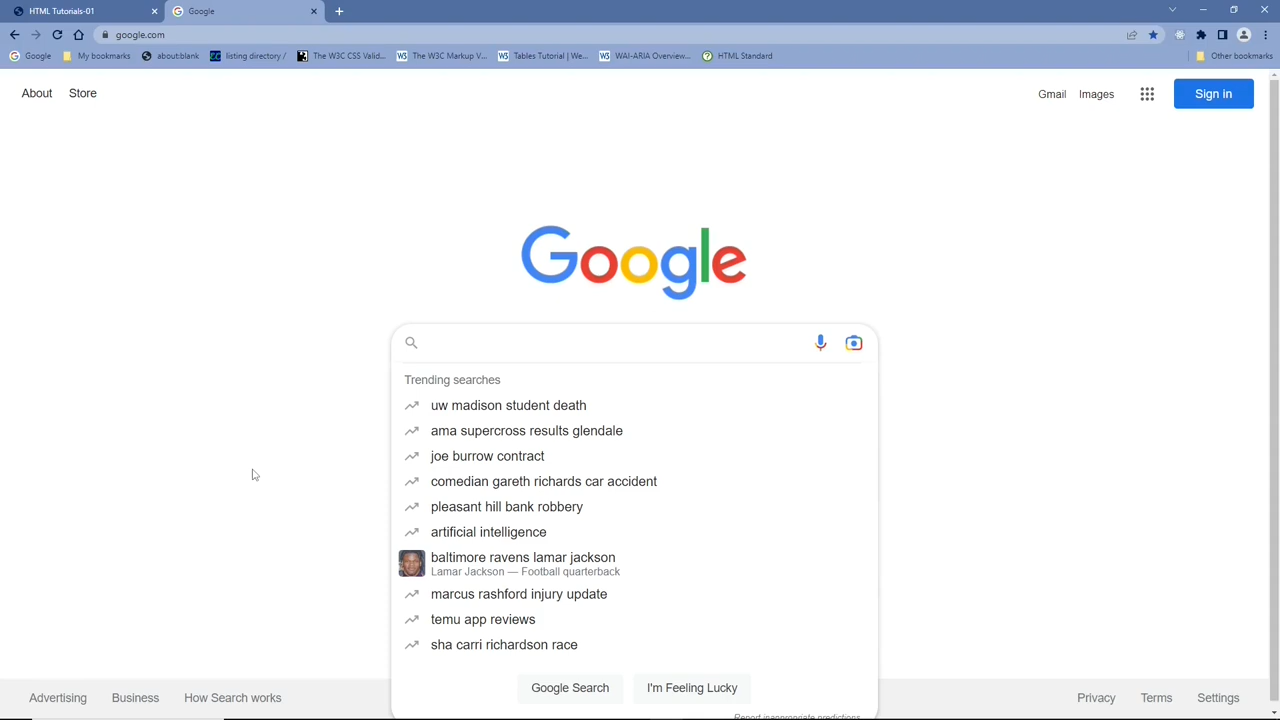 HTML Tutorials-01
Google
google.com
Google
My bookmarks
about:blank
listing directory /
The W3C CSS Valid...
The W3C Markup V...
Tables Tutorial | We...
WAI-ARIA Overview...
HTML Standard
Other bookmarks
About
Store
Gmail
Images
Sign in
Google
Trending searches
uw madison student death
ama supercross results glendale
joe burrow contract
comedian gareth richards car accident
pleasant hill bank robbery
artificial intelligence
baltimore ravens lamar jackson
Lamar Jackson — Football quarterback
marcus rashford injury update
temu app reviews
sha carri richardson race
Google Search
I'm Feeling Lucky
Report inappropriate predictions
Advertising
Business
How Search works
Privacy
Terms
Settings